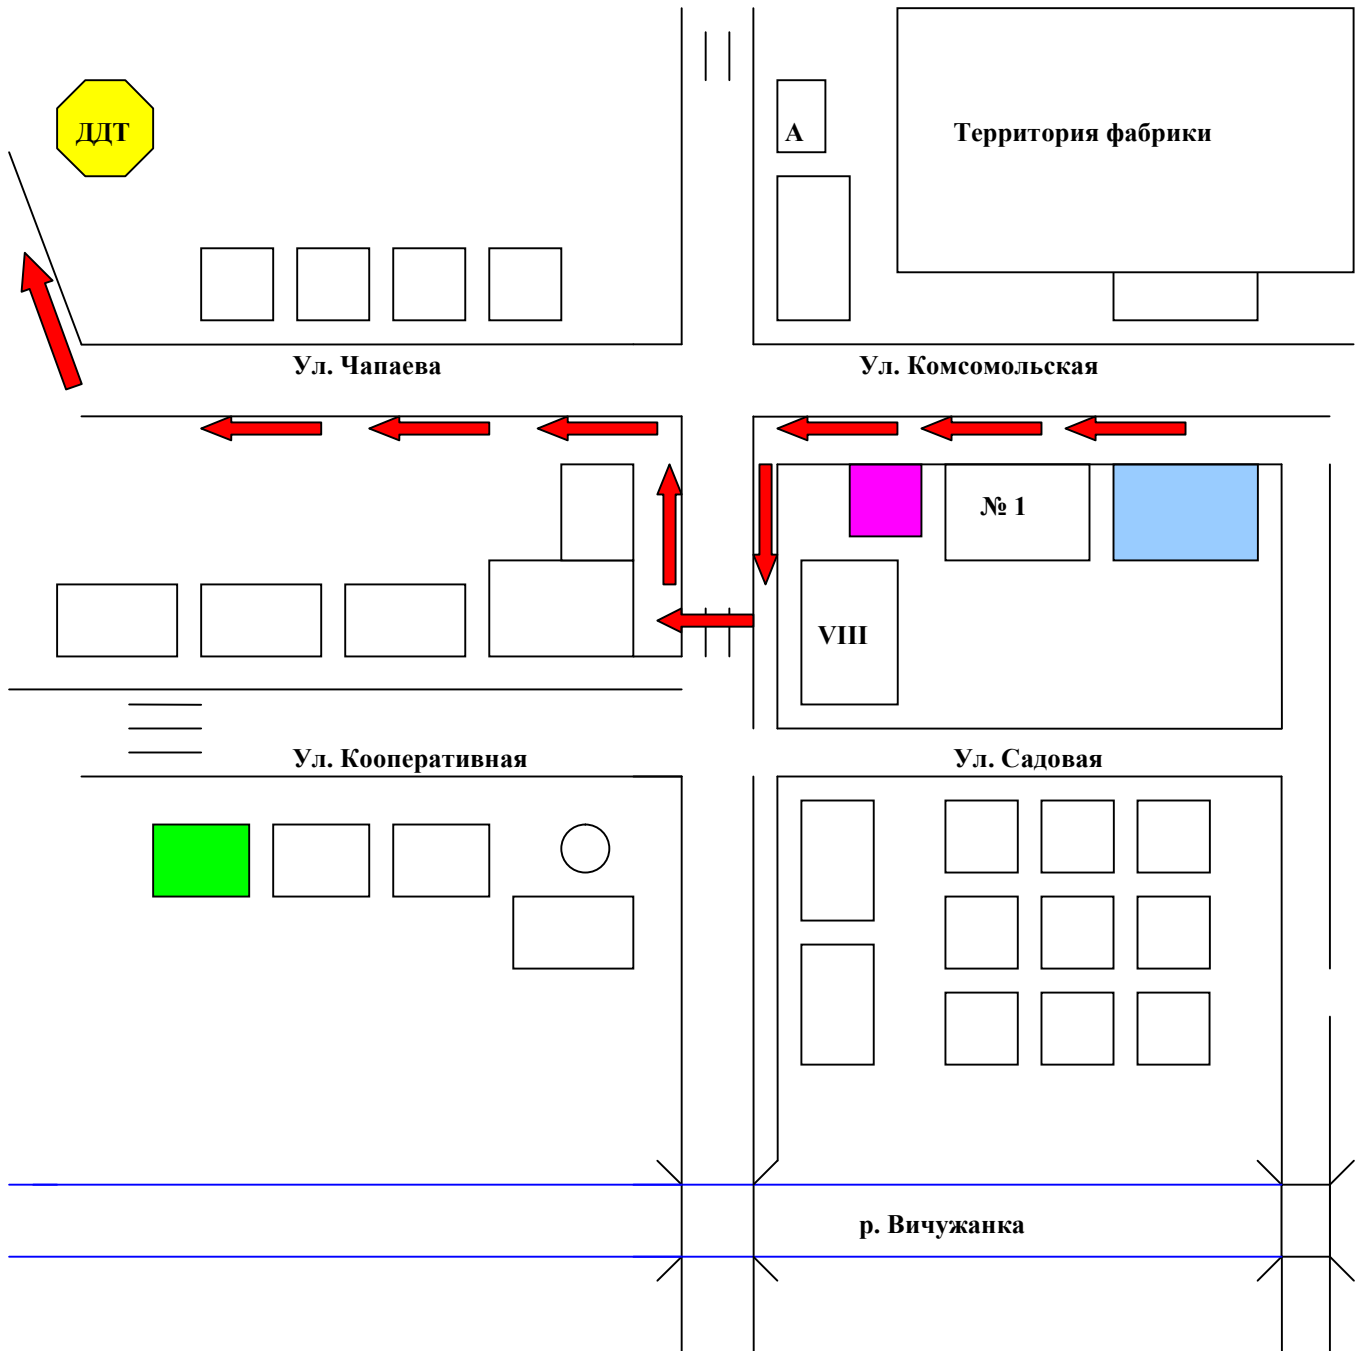 ДДТ
А
Территория фабрики
Ул. Чапаева
Ул. Комсомольская
№ 1
VIII
Ул. Кооперативная
Ул. Садовая
р. Вичужанка